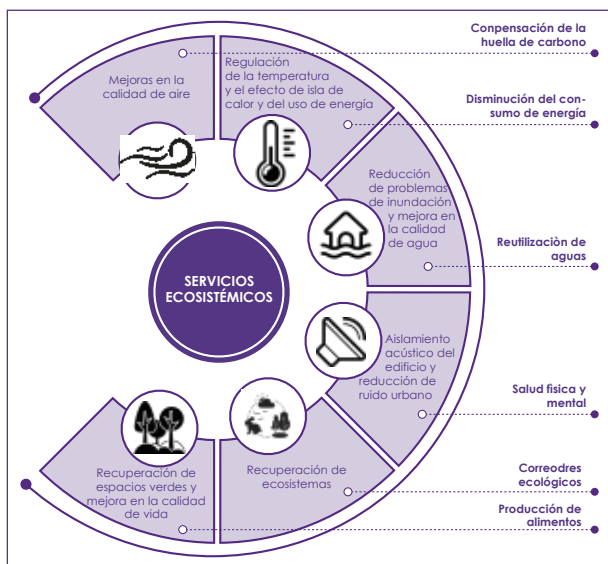 Conpensación de la
huella de carbono
Mejoras en la
calidad de aire
Regulación
de la temperatura
y el efecto de isla de
calor y del uso de energía
Disminución del con-
sumo de energía
Reducción
de problemas
de inundación
y mejora en
la calidad
de agua
Reutilizaciòn de
aguas
SERVICIOS
ECOSISTÉMICOS
Aislamiento
acústico del
edificio y
reducción de
ruido urbano
Salud fisica y
mental
Recuperación de
espacios verdes y
mejora en la calidad
de vida
Recuperación de
ecosistemas
Correodres
ecológicos
Producción de
alimentos